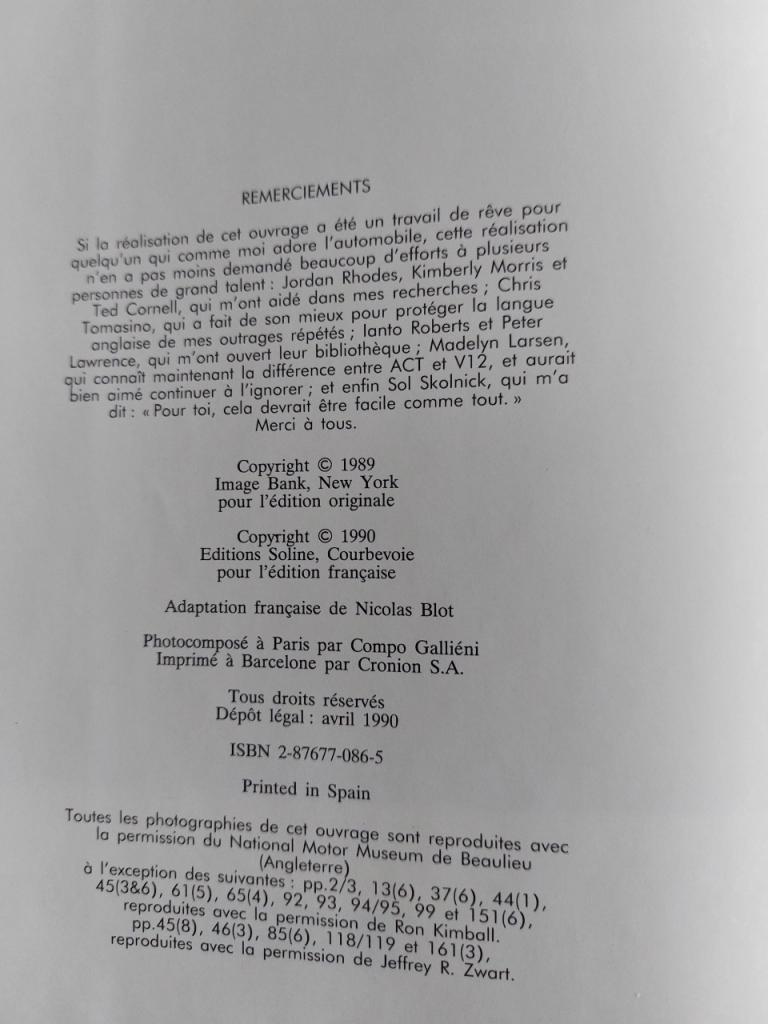 REMERCIEMENTS
Si la réalisation de cet ouvrage a été un travail de rêve pour
quelqu'un qui comme moi adore l'automobile, cette réalisation
n'en a pas moins demandé beaucoup d'efforts à plusieurs
personnes de grand talent : Jordan Rhodes, Kimberly Morris et
Ted Cornell, qui m'ont aidé dans mes recherches ; Chris
Tomasino, qui a fait de son mieux pour protéger la langue
anglaise de mes outrages répétés ; Ianto Roberts et Peter
Lawrence, qui m'ont ouvert leur bibliothèque ; Madelyn Larsen,
qui connaît maintenant la différence entre ACT et V12, et aurait
bien aimé continuer à l'ignorer ; et enfin Sol Skolnick, qui m'a
dit : « Pour toi, cela devrait être facile comme tout. »
Merci à tous.
Copyright © 1989
Image Bank, New York
pour l'édition originale
Copyright © 1990
Editions Soline, Courbevoie
pour l'édition française
Adaptation française de Nicolas Blot
Photocomposé à Paris par Compo Galliéni
Imprimé à Barcelone par Cronion S.A.
Tous droits réservés
Dépôt légal : avril 1990
ISBN 2-87677-086-5
Printed in Spain
Toutes les photographies de cet ouvrage sont reproduites avec
la permission du National Motor Museum de Beaulieu
(Angleterre)
à l'exception des suivantes : pp.2/3, 13(6), 37(6), 44(1),
45(3&6), 61(5), 65(4), 92, 93, 94/95, 99 et 151(6),
reproduites avec la permission de Ron Kimball.
pp.45(8), 46(3), 85(6), 118/119 et 161(3),
reproduites avec la permission de Jeffrey R. Zwart.